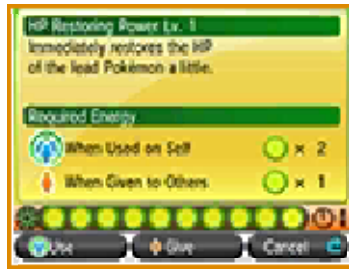 HP Restoring Power Lv. 1
Immediately restores the HP
of the lead Pokémon a little.
Required Energy
When Used on Self × 2
When Given to Others × 1
Use Give Cancel